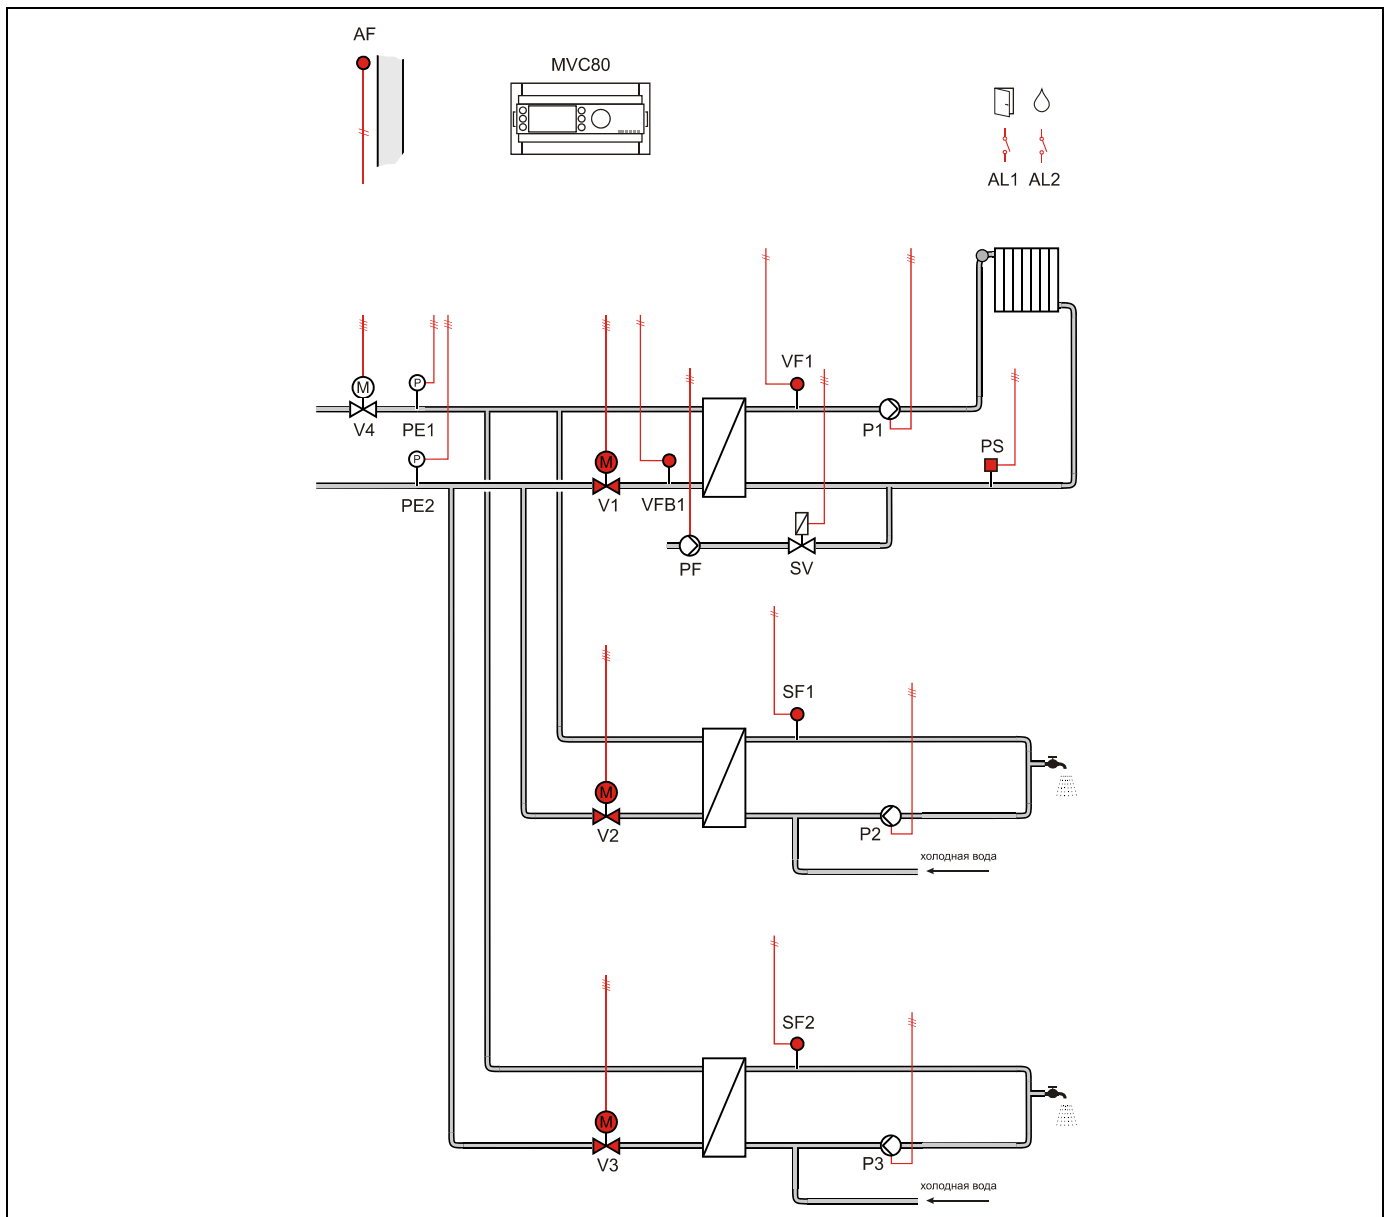 AF
MVC80
AL1 AL2
VF1
M
P
V4
PE1
P1
PS
P
M
PE2
V1
VFB1
PF
SV
SF1
M
V2
P2
холодная вода
SF2
M
V3
P3
холодная вода